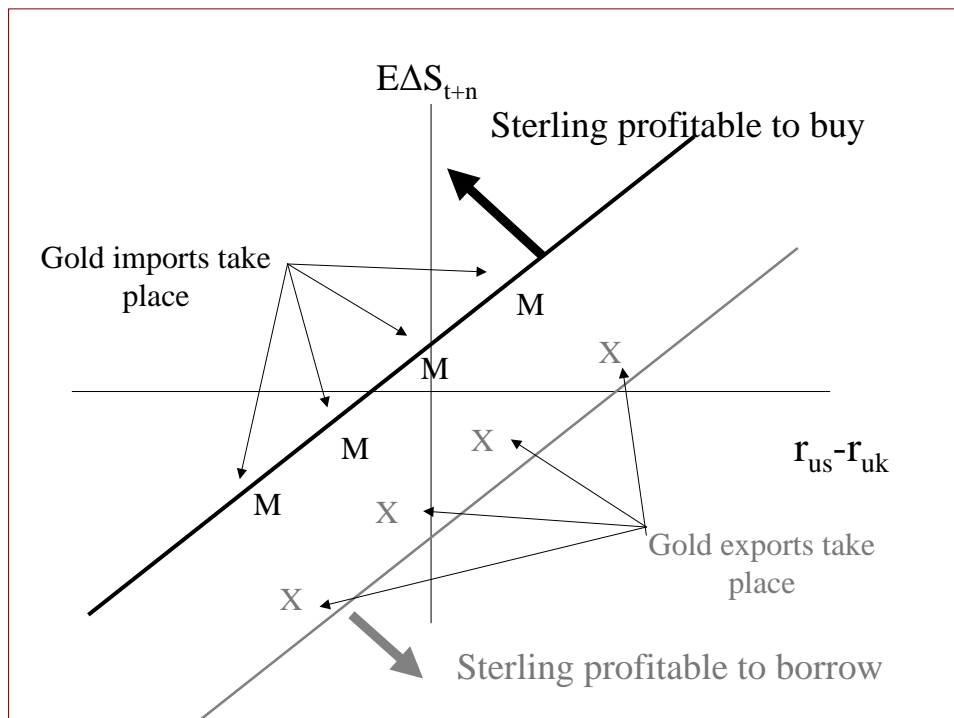 EΔS_{t+n}
Sterling profitable to buy
Gold imports take
place
M
X
M
X
M
r_{us}-r_{uk}
M
X
Gold exports take
place
X
Sterling profitable to borrow